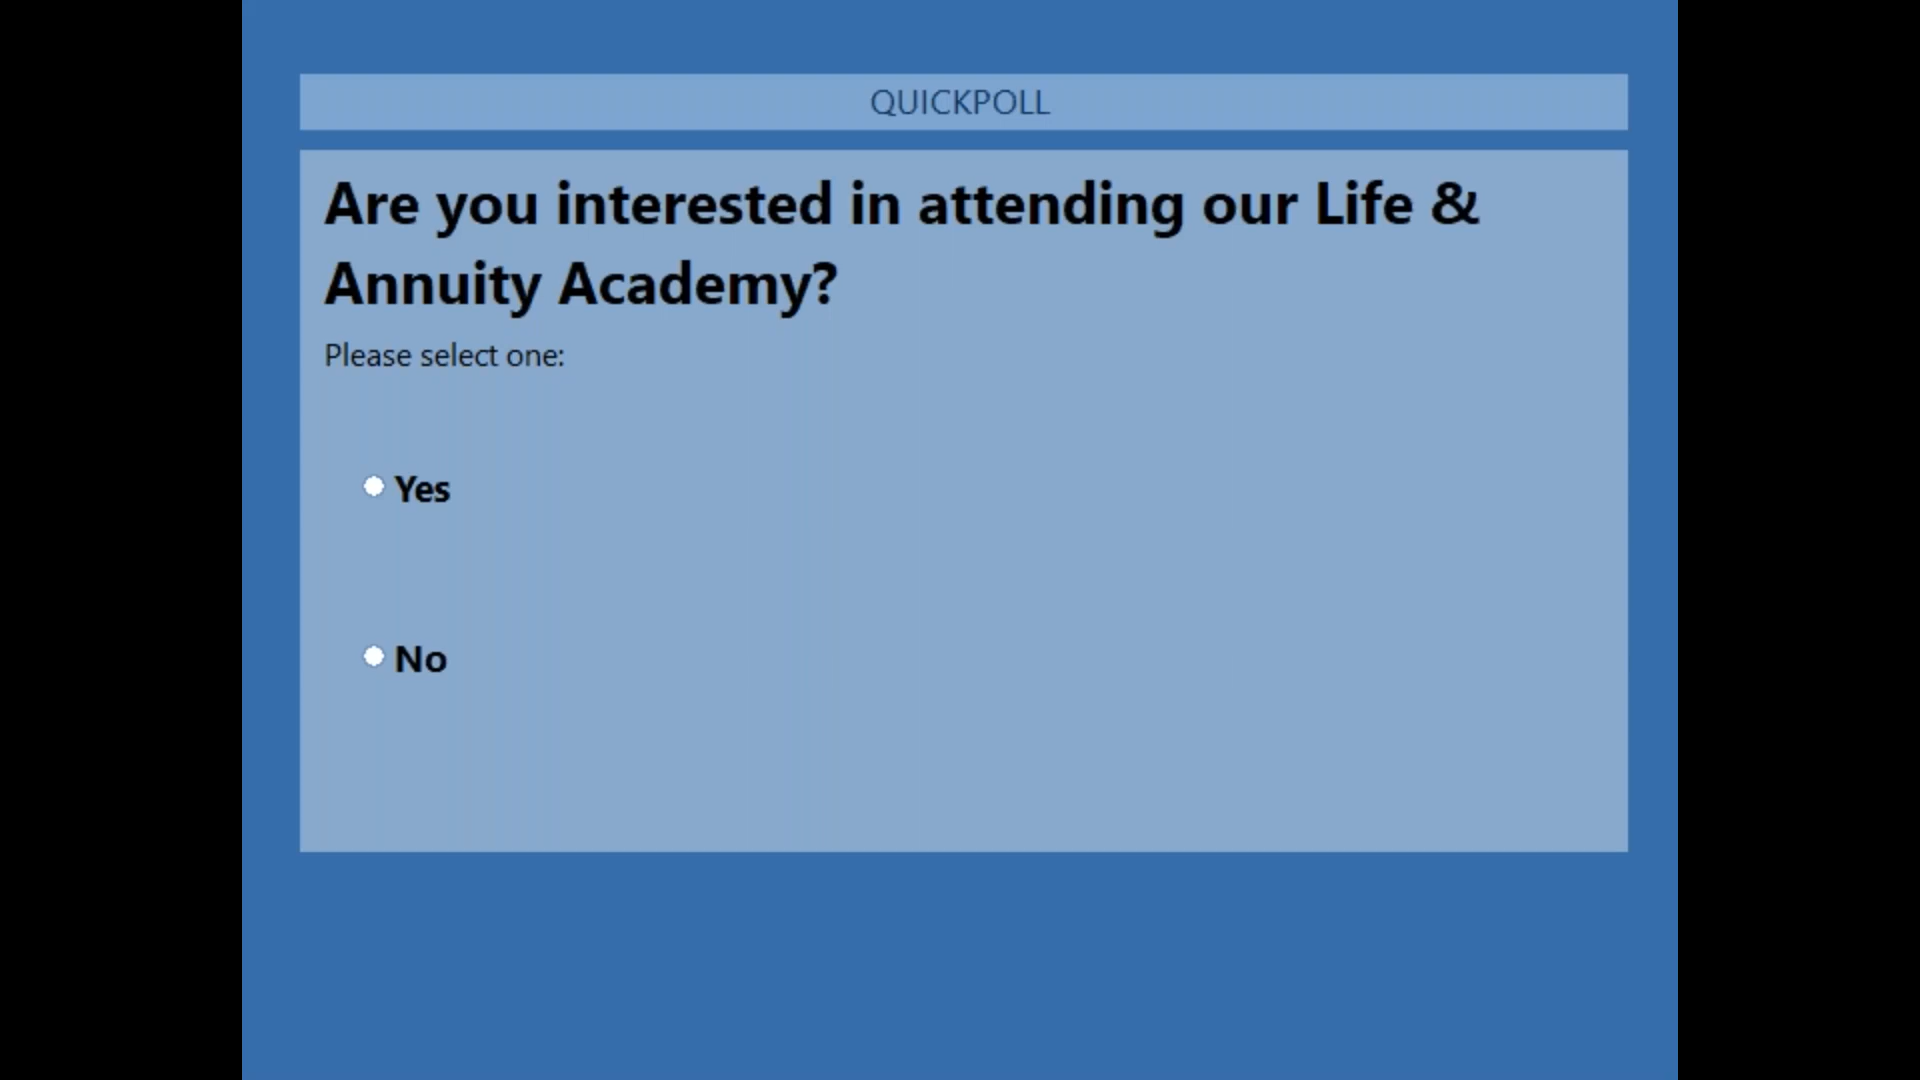 QUICKPOLL
Are you interested in attending our Life &
Annuity Academy?
Please select one:
Yes
No